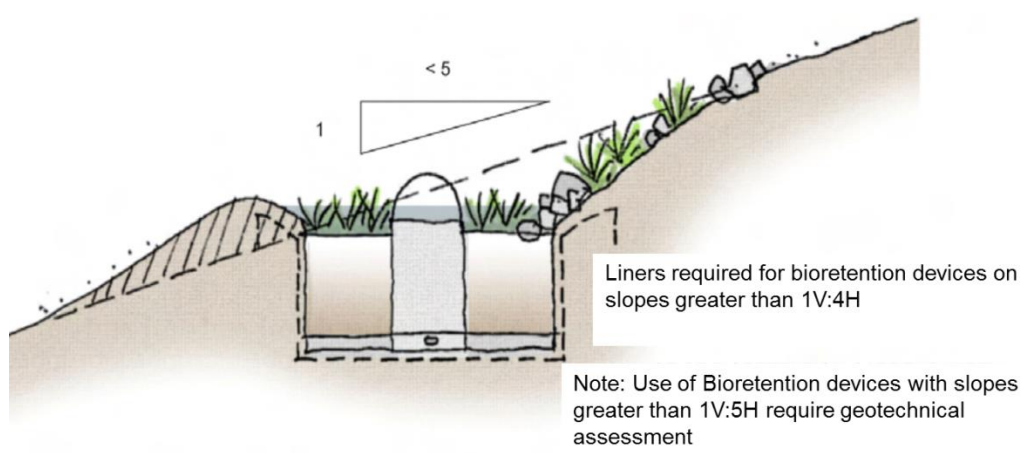 < 5
1
Liners required for bioretention devices on
slopes greater than 1V:4H
Note: Use of Bioretention devices with slopes
greater than 1V:5H require geotechnical
assessment